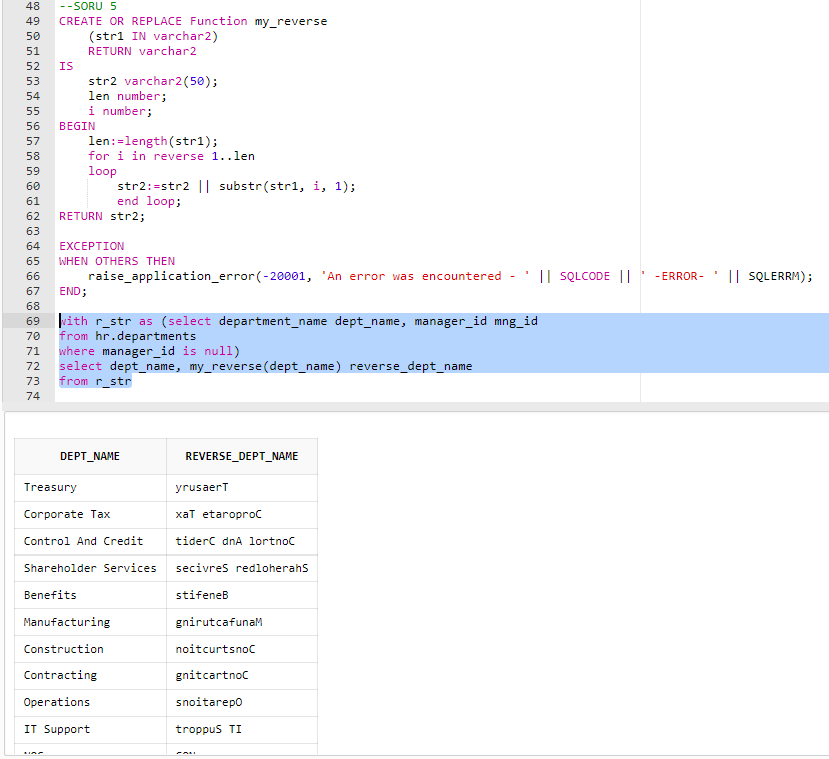 48 --SORU 5
49 CREATE OR REPLACE Function my_reverse
50 (str1 IN varchar2)
51 RETURN varchar2
52 IS
53 str2 varchar2(50);
54 len number;
55 i number;
56 BEGIN
57 len:=length(str1);
58 for i in reverse 1..len
59 loop
60 str2:=str2 || substr(str1, i, 1);
61 end loop;
62 RETURN str2;
63
64 EXCEPTION
65 WHEN OTHERS THEN
66 raise_application_error(-20001, 'An error was encountered - ' || SQLCODE || ' -ERROR- ' || SQLERRM);
67 END;
68
69 with r_str as (select department_name dept_name, manager_id mng_id
70 from hr.departments
71 where manager_id is null)
72 select dept_name, my_reverse(dept_name) reverse_dept_name
73 from r_str
74
DEPT_NAME REVERSE_DEPT_NAME
Treasury yrusaerT
Corporate Tax xaT etaroproC
Control And Credit tiderC dnA lortnoC
Shareholder Services secivreS redloherahS
Benefits stifeneB
Manufacturing gnirutcafunaM
Construction noitcurtsnoC
Contracting gnitcartnoC
Operations snoitarepO
IT Support troppuS TI